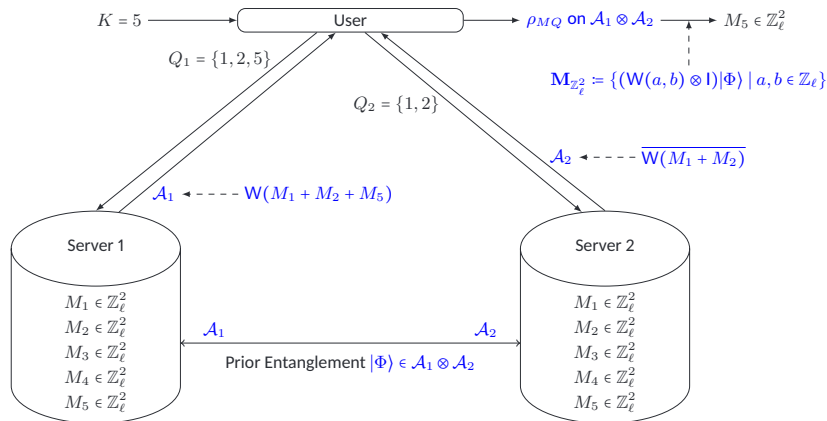 K = 5
User
ρ_{MQ} on 𝒜₁ ⊗ 𝒜₂
M₅ ∈ ℤ_ℓ²
Q₁ = {1, 2, 5}
Q₂ = {1, 2}
𝐌_{ℤ_ℓ²} ≔ {(W(a, b) ⊗ I)|Φ⟩ | a, b ∈ ℤ_ℓ}
𝒜₂
\overline{W(M₁ + M₂)}
𝒜₁
W(M₁ + M₂ + M₅)
Server 1
Server 2
M₁ ∈ ℤ_ℓ²
M₂ ∈ ℤ_ℓ²
M₃ ∈ ℤ_ℓ²
M₄ ∈ ℤ_ℓ²
M₅ ∈ ℤ_ℓ²
𝒜₁
𝒜₂
Prior Entanglement |Φ⟩ ∈ 𝒜₁ ⊗ 𝒜₂
M₁ ∈ ℤ_ℓ²
M₂ ∈ ℤ_ℓ²
M₃ ∈ ℤ_ℓ²
M₄ ∈ ℤ_ℓ²
M₅ ∈ ℤ_ℓ²